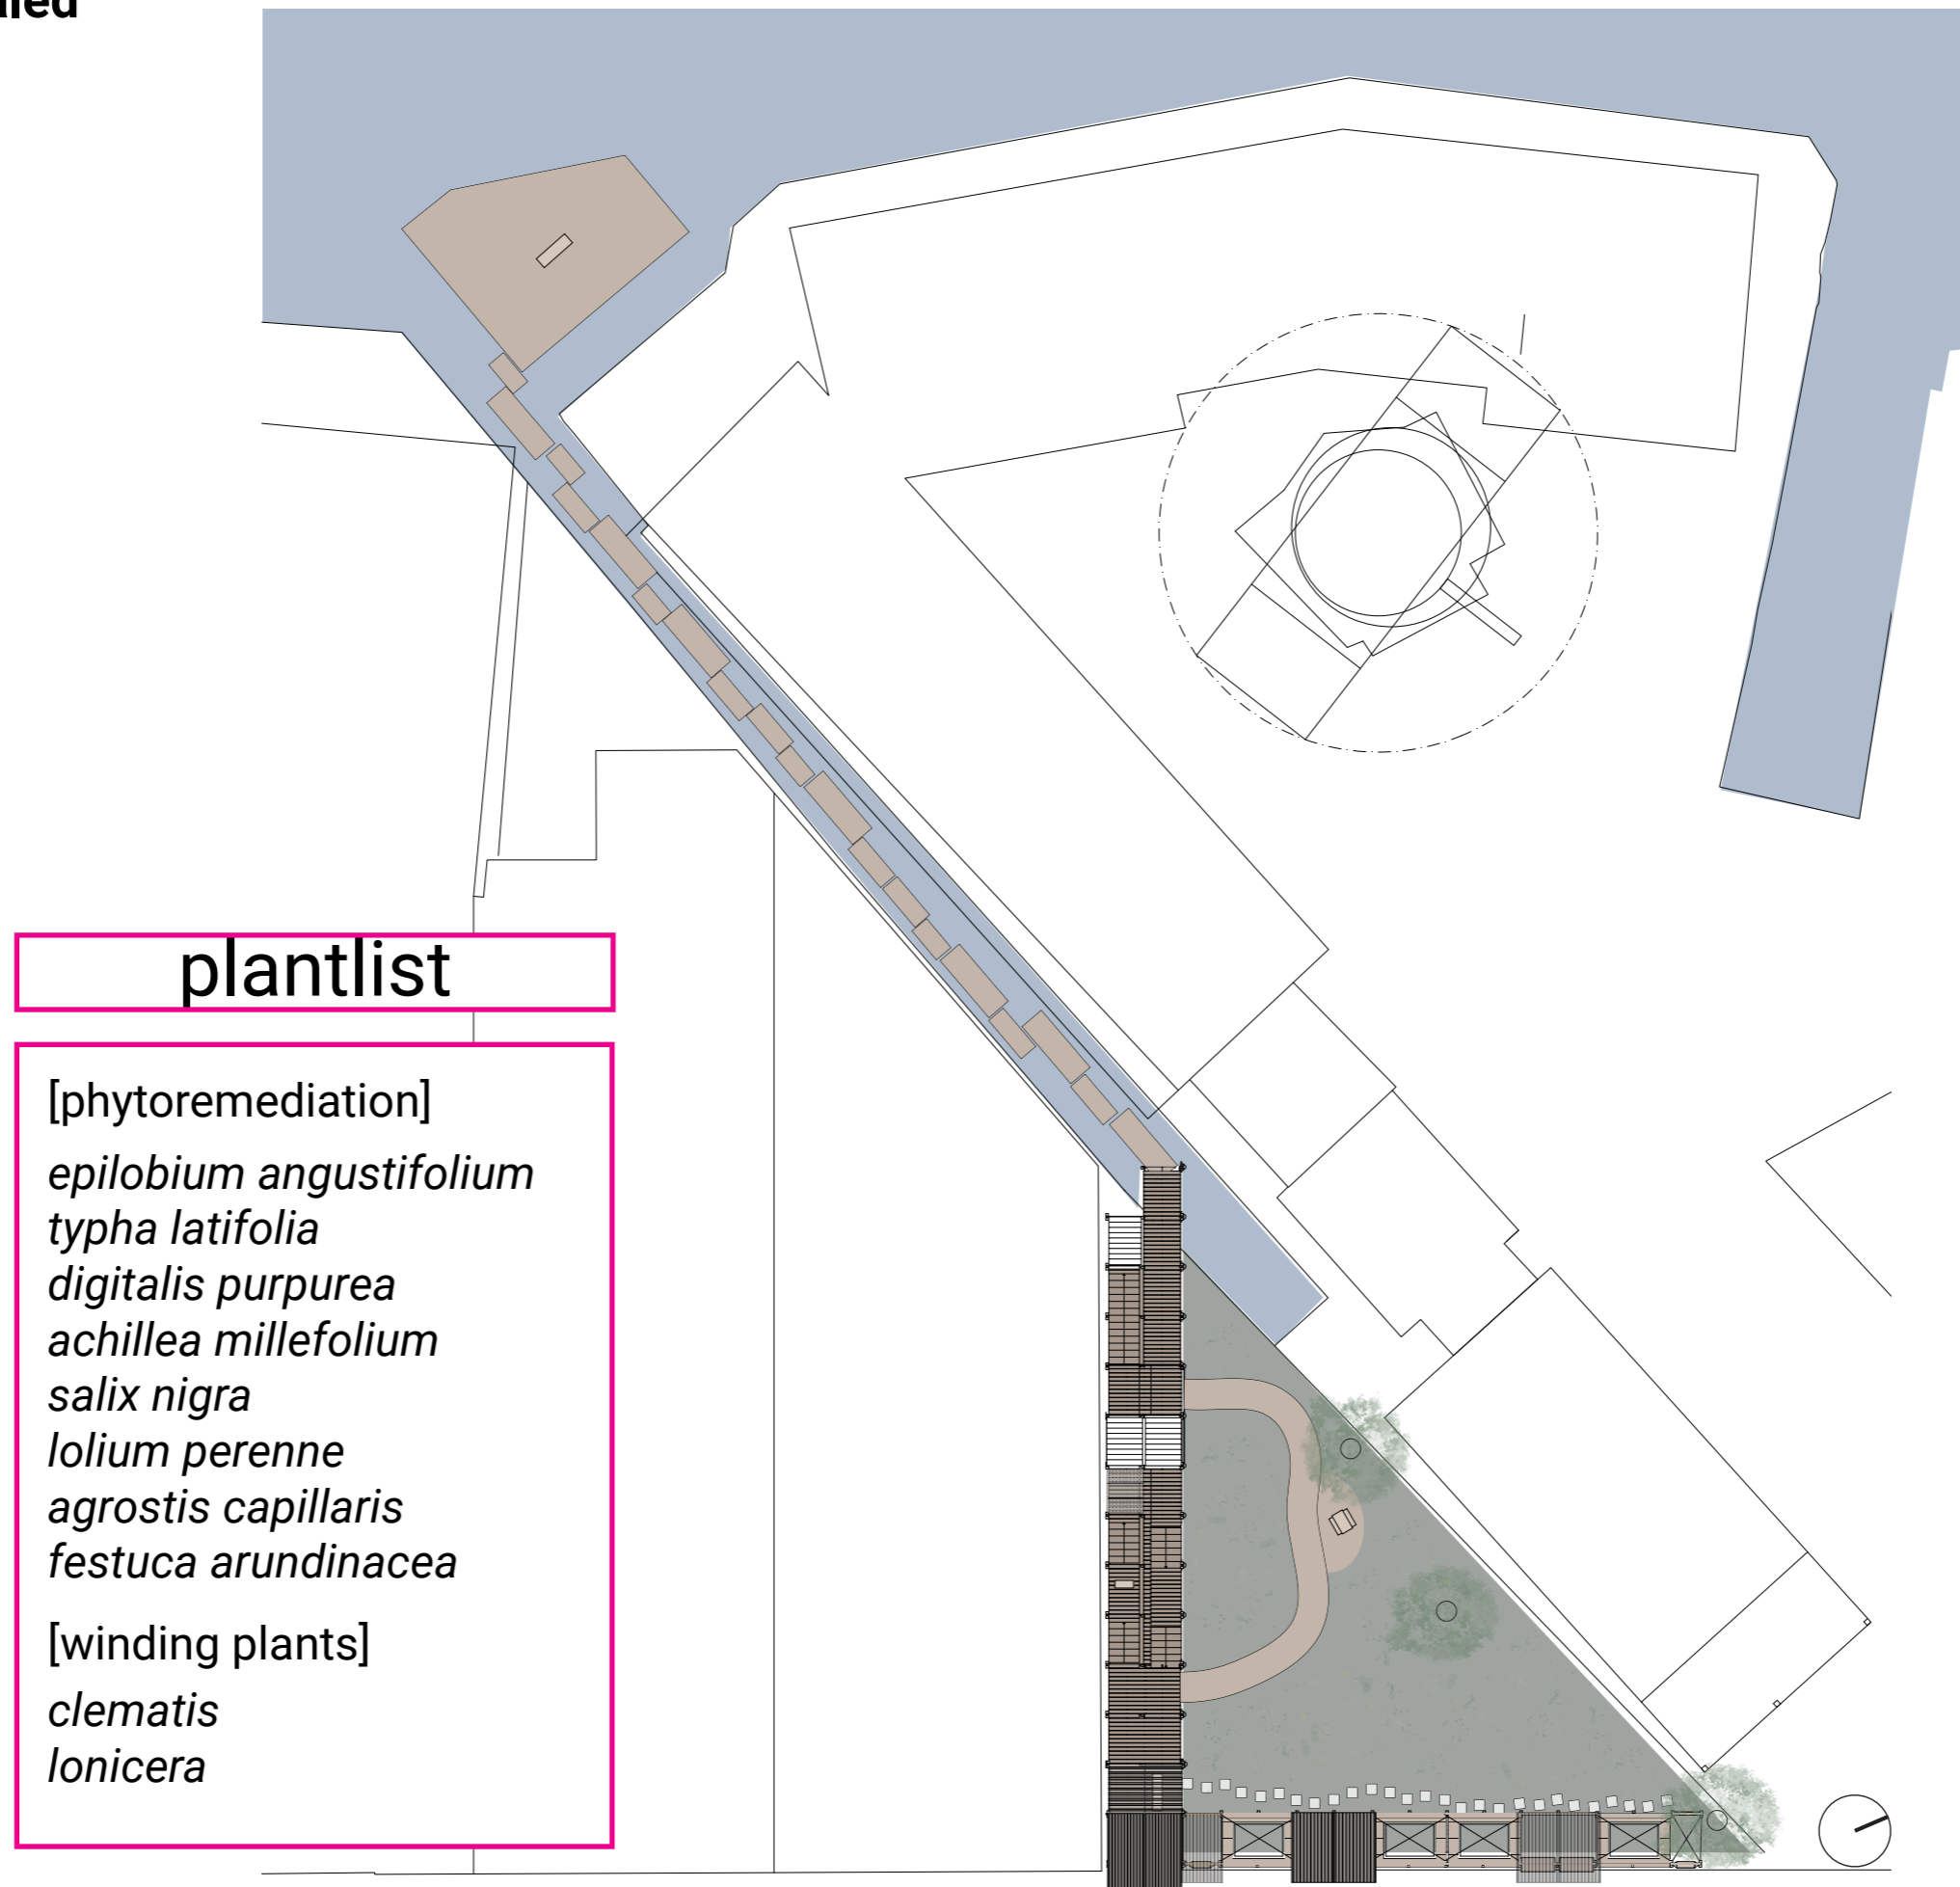 plantlist
[phytoremediation]
epilobium angustifolium
typha latifolia
digitalis purpurea
achillea millefolium
salix nigra
lolium perenne
agrostis capillaris
festuca arundinacea
[winding plants]
clematis
lonicera